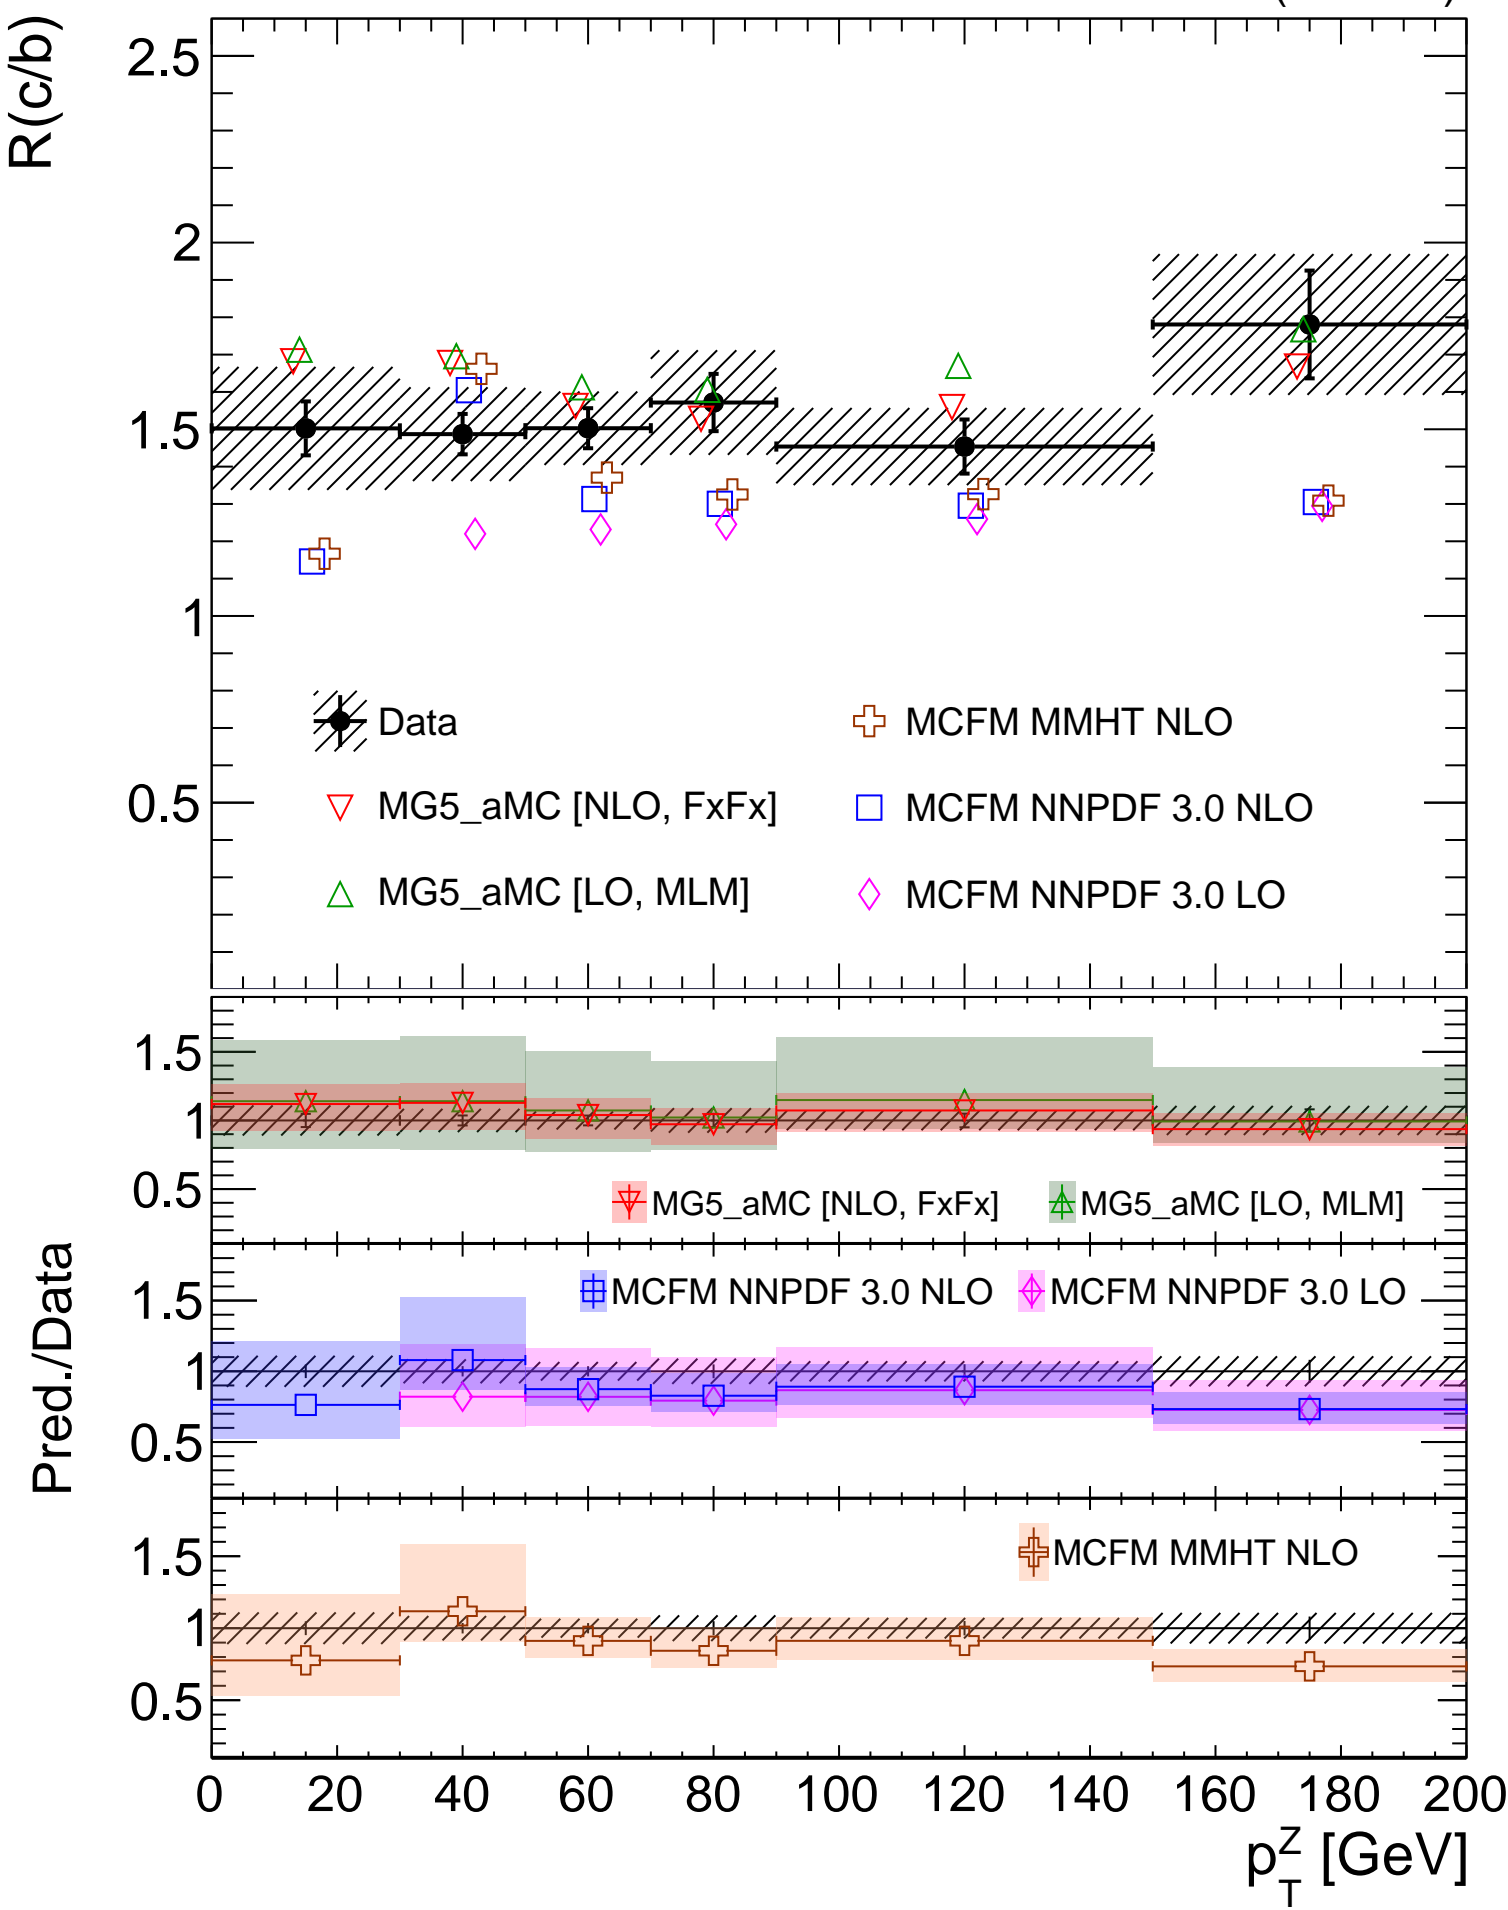 R(c/b)
2.5
2
1.5
1
0.5
Data
MCFM MMHT NLO
MG5_aMC [NLO, FxFx]
MCFM NNPDF 3.0 NLO
MG5_aMC [LO, MLM]
MCFM NNPDF 3.0 LO
Pred./Data
1.5
1
0.5
MG5_aMC [NLO, FxFx]
MG5_aMC [LO, MLM]
1.5
1
0.5
MCFM NNPDF 3.0 NLO
MCFM NNPDF 3.0 LO
1.5
1
0.5
MCFM MMHT NLO
0 20 40 60 80 100 120 140 160 180 200
p_T^Z [GeV]